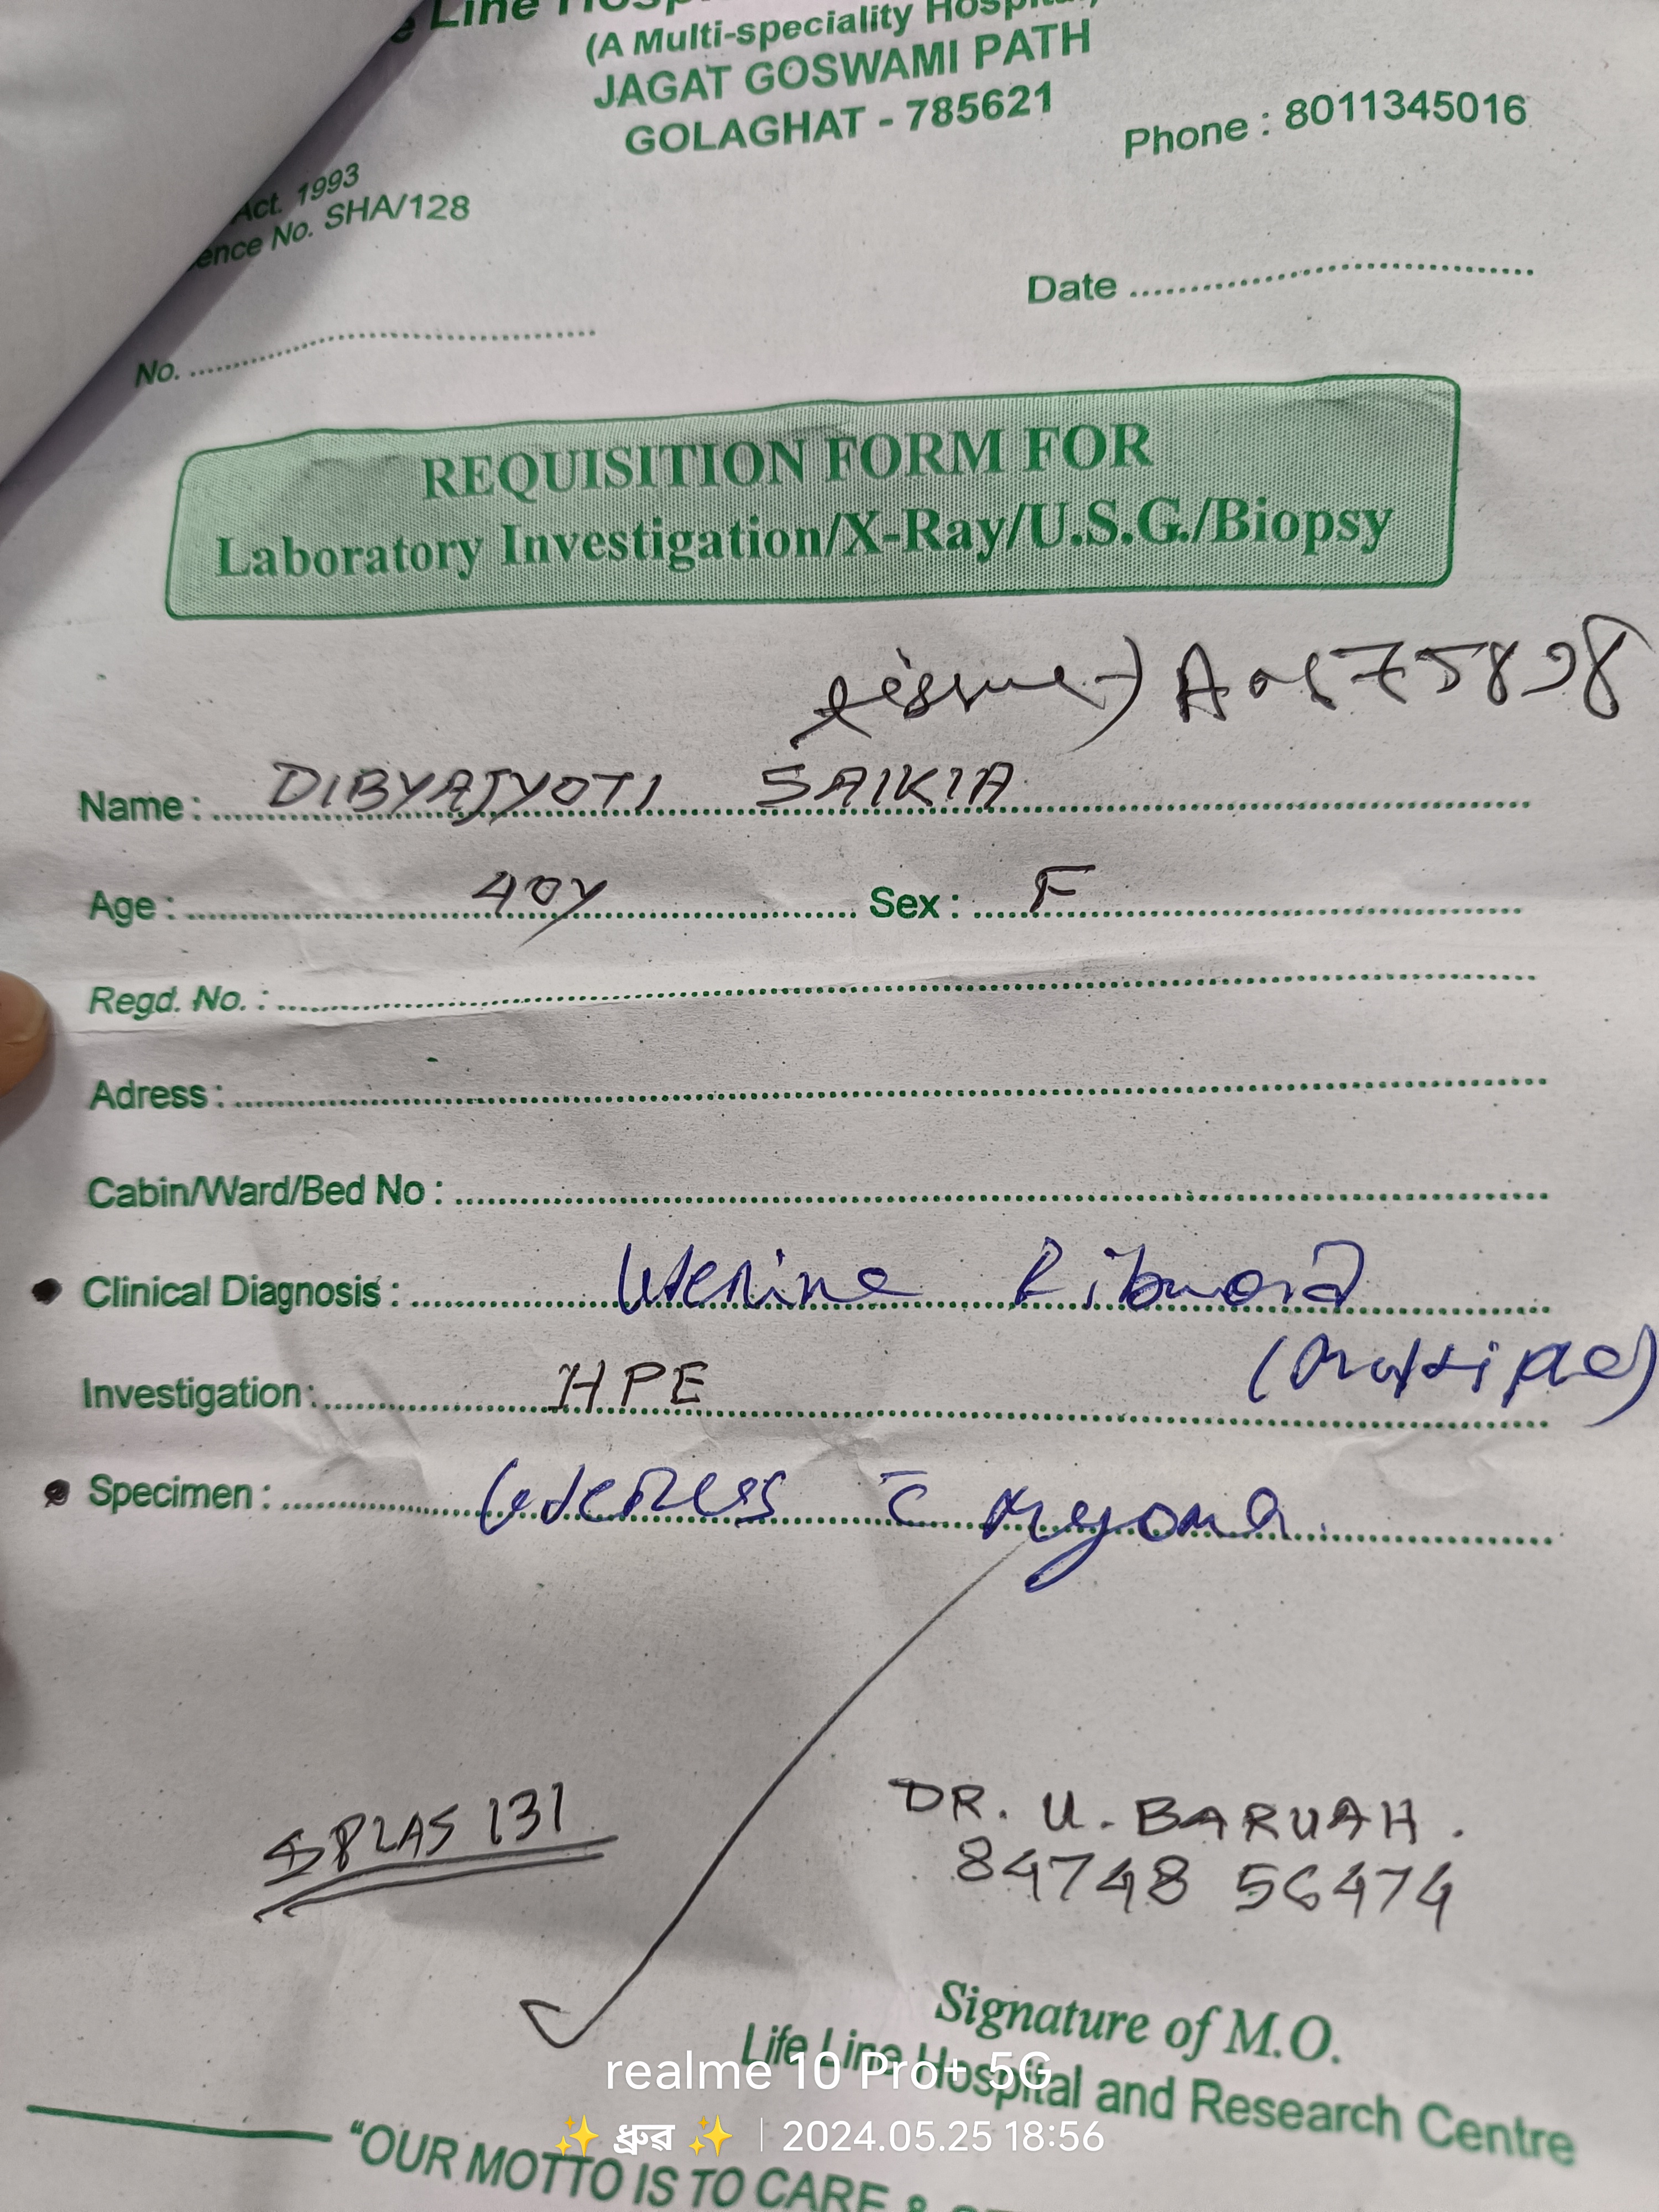 Line
(A Multi-speciality Hospital)
JAGAT GOSWAMI PATH
GOLAGHAT - 785621
Phone : 8011345016
Act. 1993
ence No. SHA/128
Date
No.
REQUISITION FORM FOR
Laboratory Investigation/X-Ray/U.S.G./Biopsy
tissue
Name : DIBYAJYOTI SAIKIA
Age : 40y Sex : F
Regd. No. :
Adress :
Cabin/Ward/Bed No :
Clinical Diagnosis : Uterine Fibroid
(Multiple)
Investigation : HPE
Specimen : Uterus c̄ Myoma.
DR. U. BARUAH.
84748 56474
Signature of M.O.
Life Line Hospital and Research Centre
realme 10 Pro+ 5G
✨ ধ্ৰুৱ ✨ | 2024.05.25 18:56
"OUR MOTTO IS TO CARE &